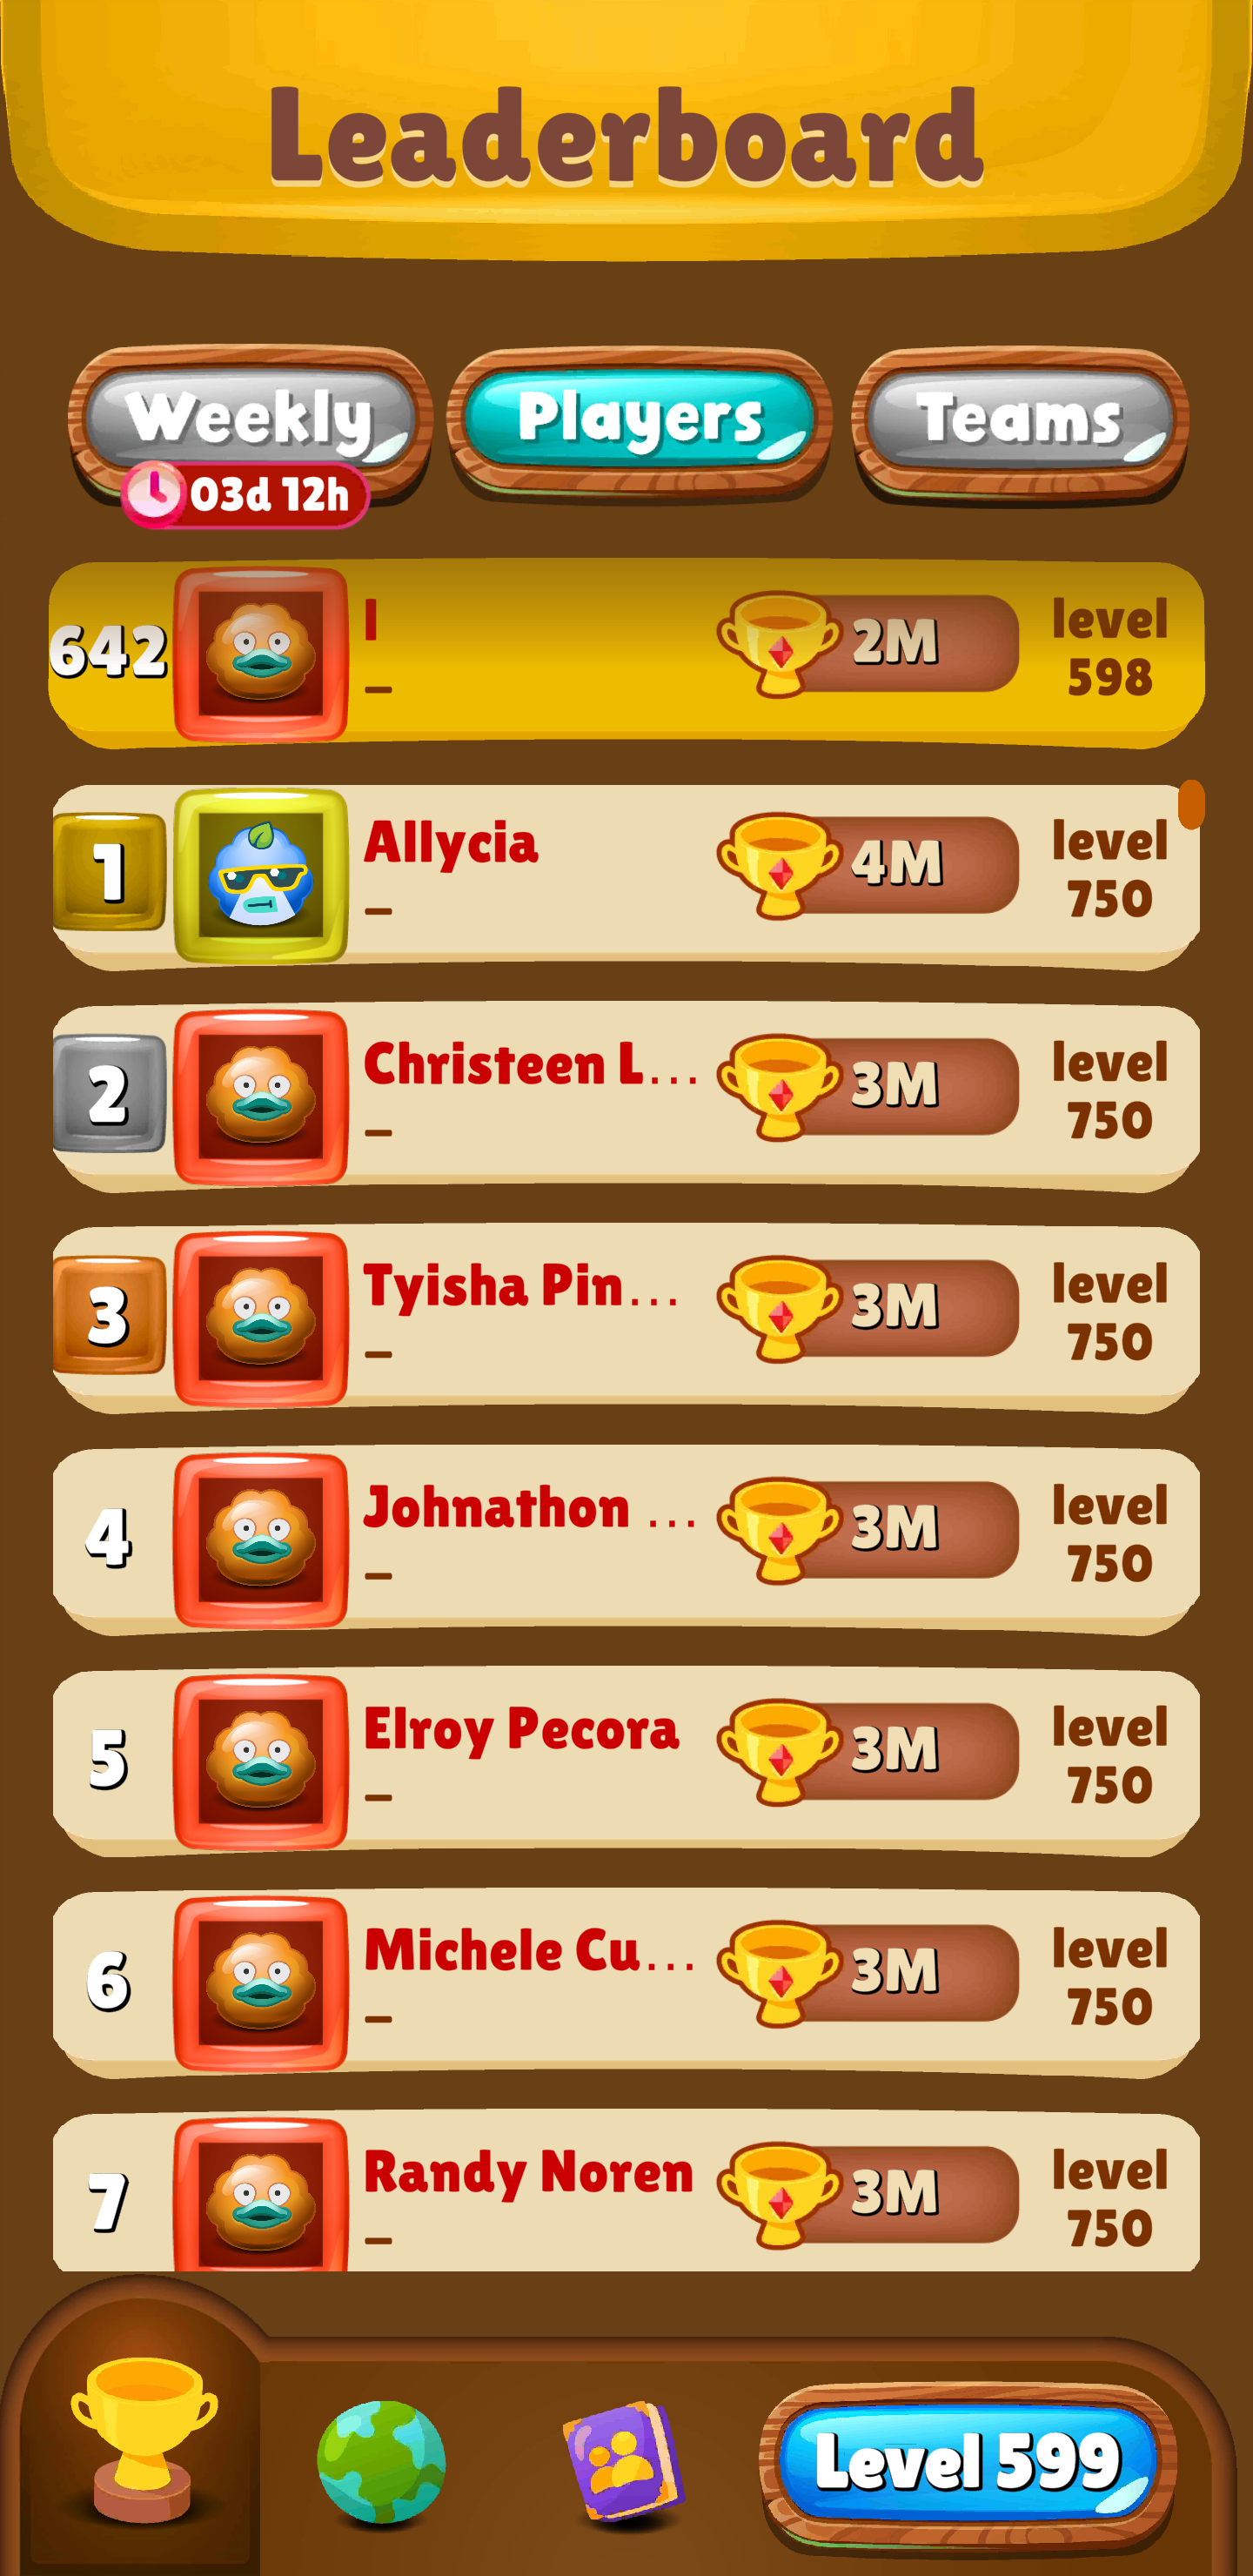 Leaderboard
Weekly
Players
Teams
03d 12h
642
I
–
2M
level
598
1
Allycia
–
4M
level
750
2
Christeen L...
–
3M
level
750
3
Tyisha Pin...
–
3M
level
750
4
Johnathon ...
–
3M
level
750
5
Elroy Pecora
–
3M
level
750
6
Michele Cu...
–
3M
level
750
7
Randy Noren
–
3M
level
750
Level 599